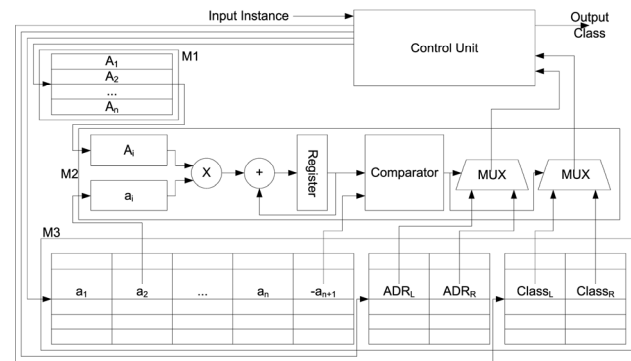 Input Instance
Output
Class
Control Unit
M1
A1
A2
...
An
M2
Ai
ai
X
+
Register
Comparator
MUX
MUX
M3
a1
a2
...
an
-an+1
ADRL
ADRR
ClassL
ClassR